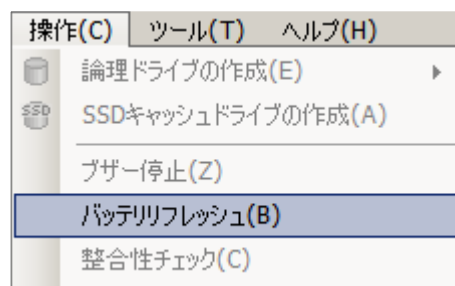 操作(C) ツール(T) ヘルプ(H)
論理ドライブの作成(E)
SSD SSDキャッシュドライブの作成(A)
ブザー停止(Z)
バッテリリフレッシュ(B)
整合性チェック(C)